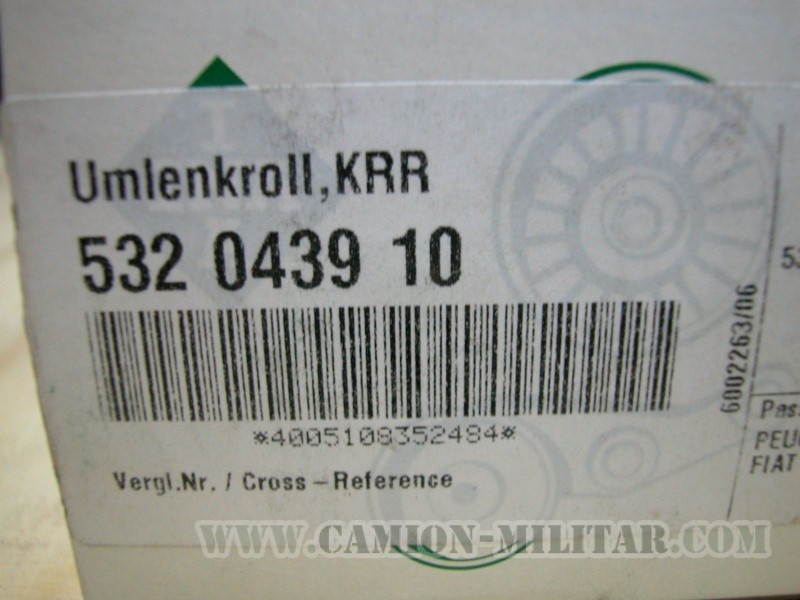 Umlenkroll,KRR
532 0439 10
*4005108352484*
Vergl.Nr. / Cross-Reference
6002263/06
53
Pas
PEU
FIAT
WWW.CAMION-MILITAR.COM